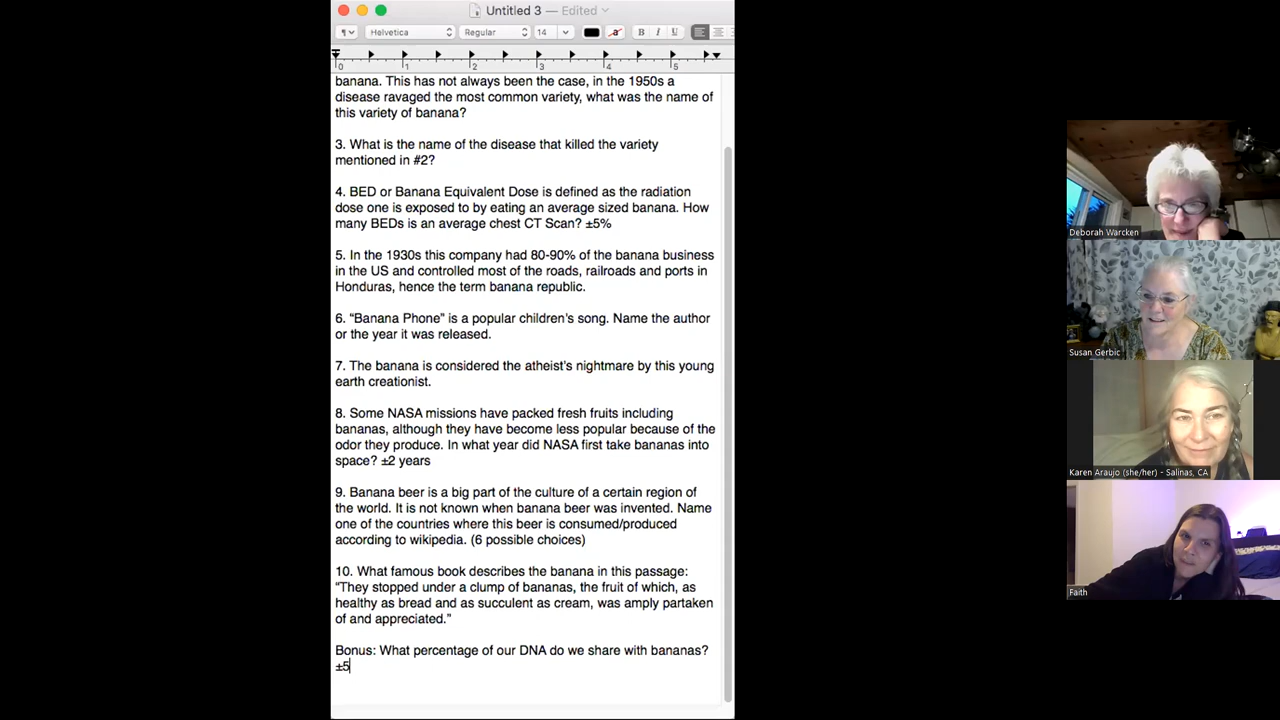 Untitled 3 — Edited
Helvetica Regular 14 a B I U
0 1 2 3 4 5
banana. This has not always been the case, in the 1950s a
disease ravaged the most common variety, what was the name of
this variety of banana?
3. What is the name of the disease that killed the variety
mentioned in #2?
4. BED or Banana Equivalent Dose is defined as the radiation
dose one is exposed to by eating an average sized banana. How
many BEDs is an average chest CT Scan? ±5%
5. In the 1930s this company had 80-90% of the banana business
in the US and controlled most of the roads, railroads and ports in
Honduras, hence the term banana republic.
6. “Banana Phone” is a popular children’s song. Name the author
or the year it was released.
7. The banana is considered the atheist’s nightmare by this young
earth creationist.
8. Some NASA missions have packed fresh fruits including
bananas, although they have become less popular because of the
odor they produce. In what year did NASA first take bananas into
space? ±2 years
9. Banana beer is a big part of the culture of a certain region of
the world. It is not known when banana beer was invented. Name
one of the countries where this beer is consumed/produced
according to wikipedia. (6 possible choices)
10. What famous book describes the banana in this passage:
“They stopped under a clump of bananas, the fruit of which, as
healthy as bread and as succulent as cream, was amply partaken
of and appreciated.”
Bonus: What percentage of our DNA do we share with bananas?
±5
Deborah Warcken
Susan Gerbic
Karen Araujo (she/her) - Salinas, CA
Faith